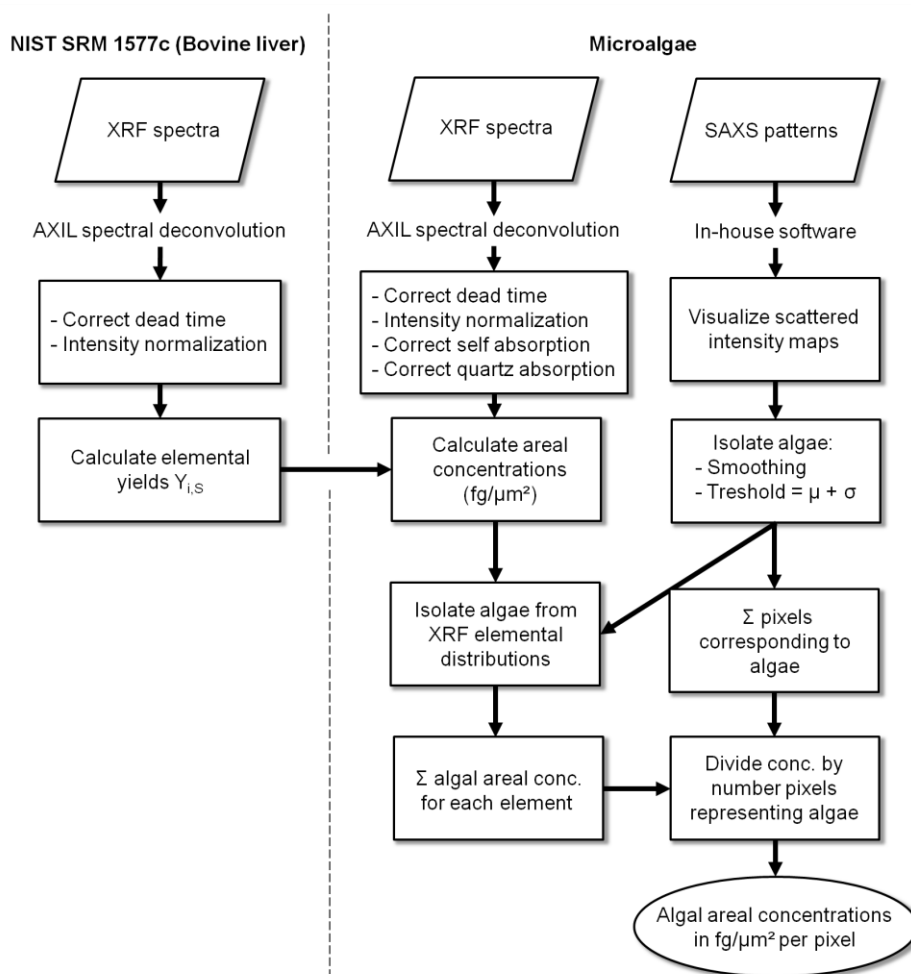 NIST SRM 1577c (Bovine liver)
Microalgae
XRF spectra
XRF spectra
SAXS patterns
AXIL spectral deconvolution
AXIL spectral deconvolution
In-house software
- Correct dead time
- Intensity normalization
- Correct dead time
- Intensity normalization
- Correct self absorption
- Correct quartz absorption
Visualize scattered
intensity maps
Calculate elemental
yields Yi,S
Calculate areal
concentrations
(fg/µm²)
Isolate algae:
- Smoothing
- Treshold = µ + σ
Isolate algae from
XRF elemental
distributions
Σ pixels
corresponding to
algae
Σ algal areal conc.
for each element
Divide conc. by
number pixels
representing algae
Algal areal concentrations
in fg/µm² per pixel